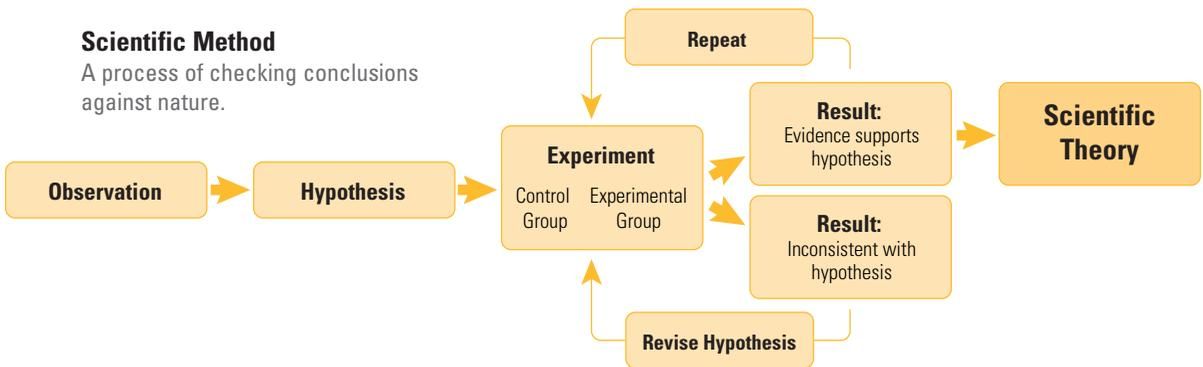 Scientific Method
A process of checking conclusions
against nature.
Repeat
Observation
Hypothesis
Experiment
Control
Group
Experimental
Group
Result:
Evidence supports
hypothesis
Scientific
Theory
Result:
Inconsistent with
hypothesis
Revise Hypothesis